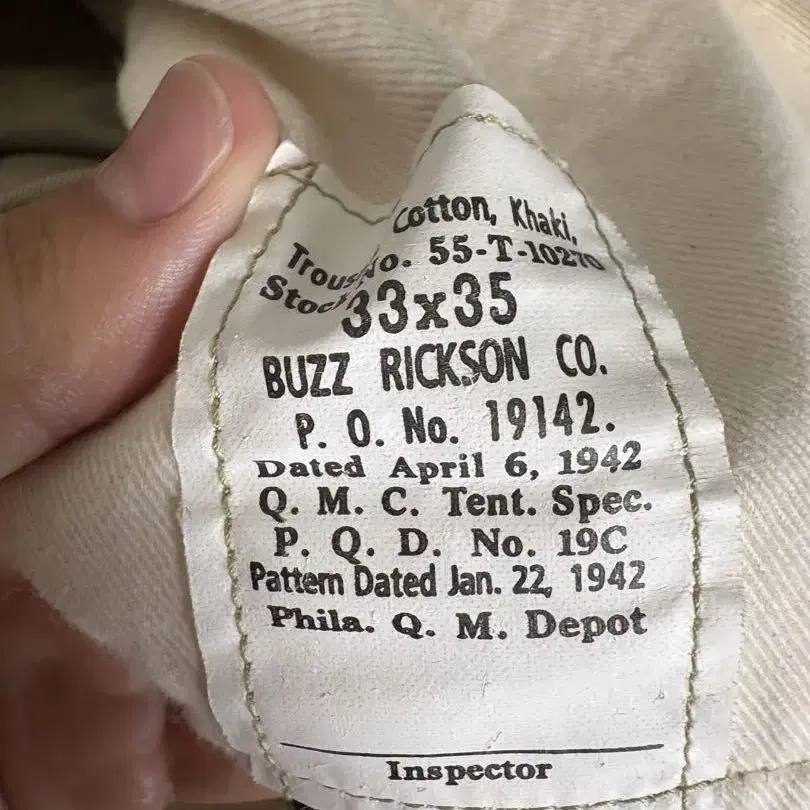 Cotton, Khaki,
No. 55-T-10270
33x35
BUZZ RICKSON CO.
P. O. No. 19142.
Dated April 6, 1942
Q. M. C. Tent. Spec.
P. Q. D. No. 19C
Pattern Dated Jan. 22, 1942
Phila. Q. M. Depot
Inspector